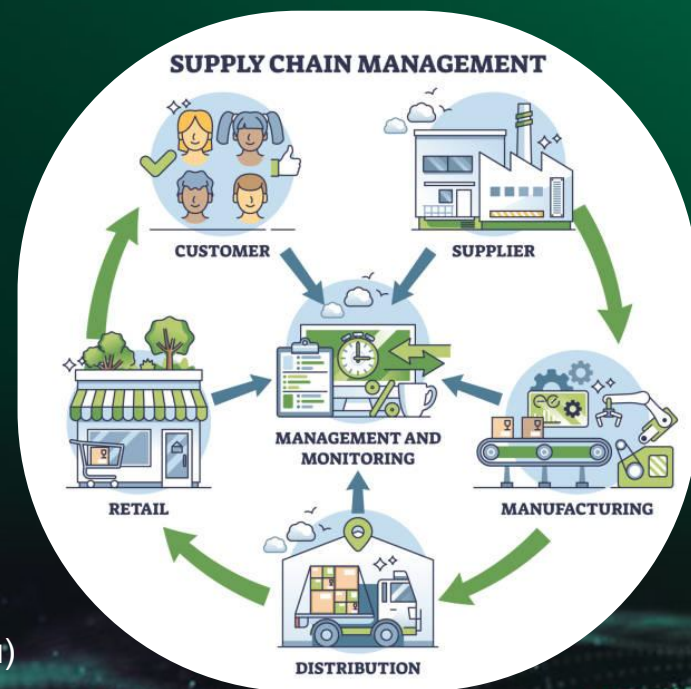 SUPPLY CHAIN MANAGEMENT
CUSTOMER
SUPPLIER
MANAGEMENT AND
MONITORING
RETAIL
MANUFACTURING
DISTRIBUTION